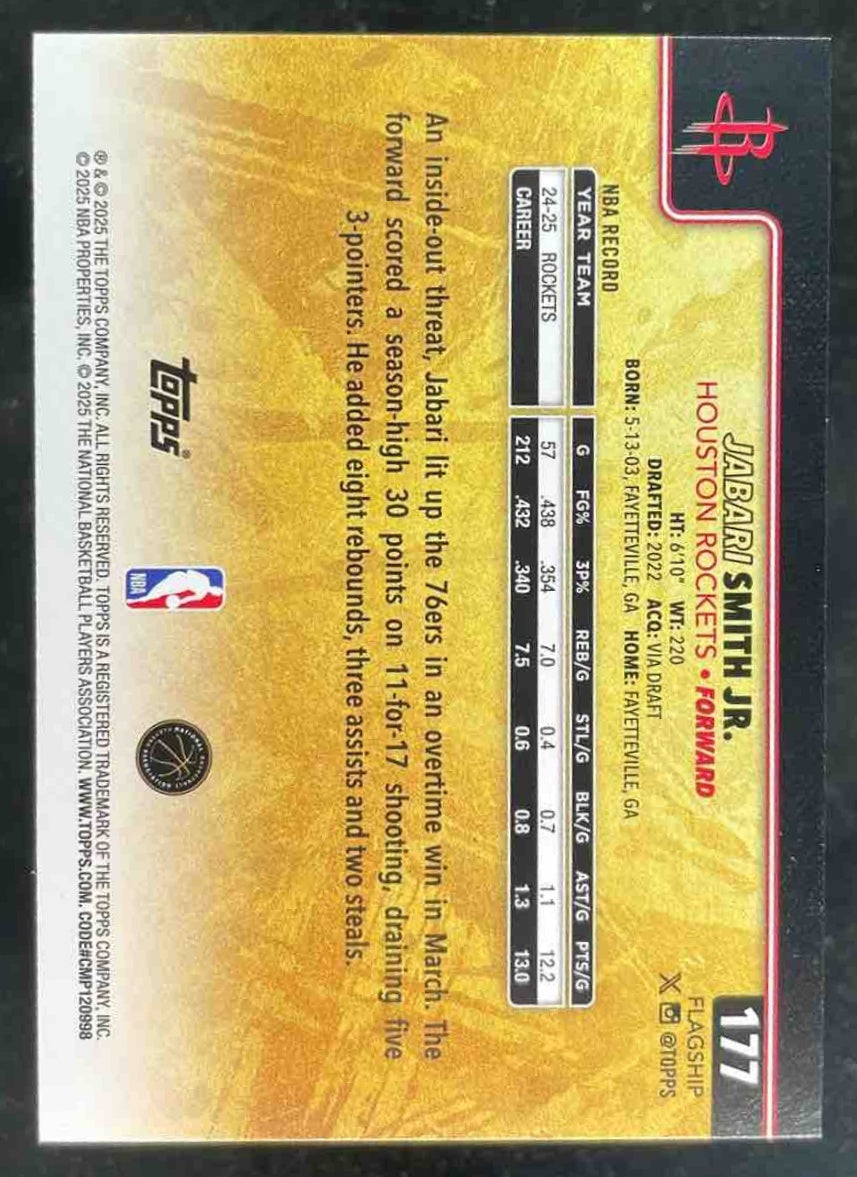 177
JABARI SMITH JR.
HOUSTON ROCKETS • FORWARD
FLAGSHIP
@TOPPS
HT: 6'10" WT: 220
DRAFTED: 2022 ACQ: VIA DRAFT
BORN: 5-13-03, FAYETTEVILLE, GA HOME: FAYETTEVILLE, GA
NBA RECORD
YEAR TEAM G FG% 3P% REB/G STL/G BLK/G AST/G PTS/G
24-25 ROCKETS 57 .438 .354 7.0 0.4 0.7 1.1 12.2
CAREER 212 .432 .340 7.5 0.6 0.8 1.3 13.0
An inside-out threat, Jabari lit up the 76ers in an overtime win in March. The
forward scored a season-high 30 points on 11-for-17 shooting, draining five
3-pointers. He added eight rebounds, three assists and two steals.
topps®
NBA
® & © 2025 THE TOPPS COMPANY, INC. ALL RIGHTS RESERVED. TOPPS IS A REGISTERED TRADEMARK OF THE TOPPS COMPANY, INC.
© 2025 NBA PROPERTIES, INC. © 2025 THE NATIONAL BASKETBALL PLAYERS ASSOCIATION. WWW.TOPPS.COM. CODE#CMP120998